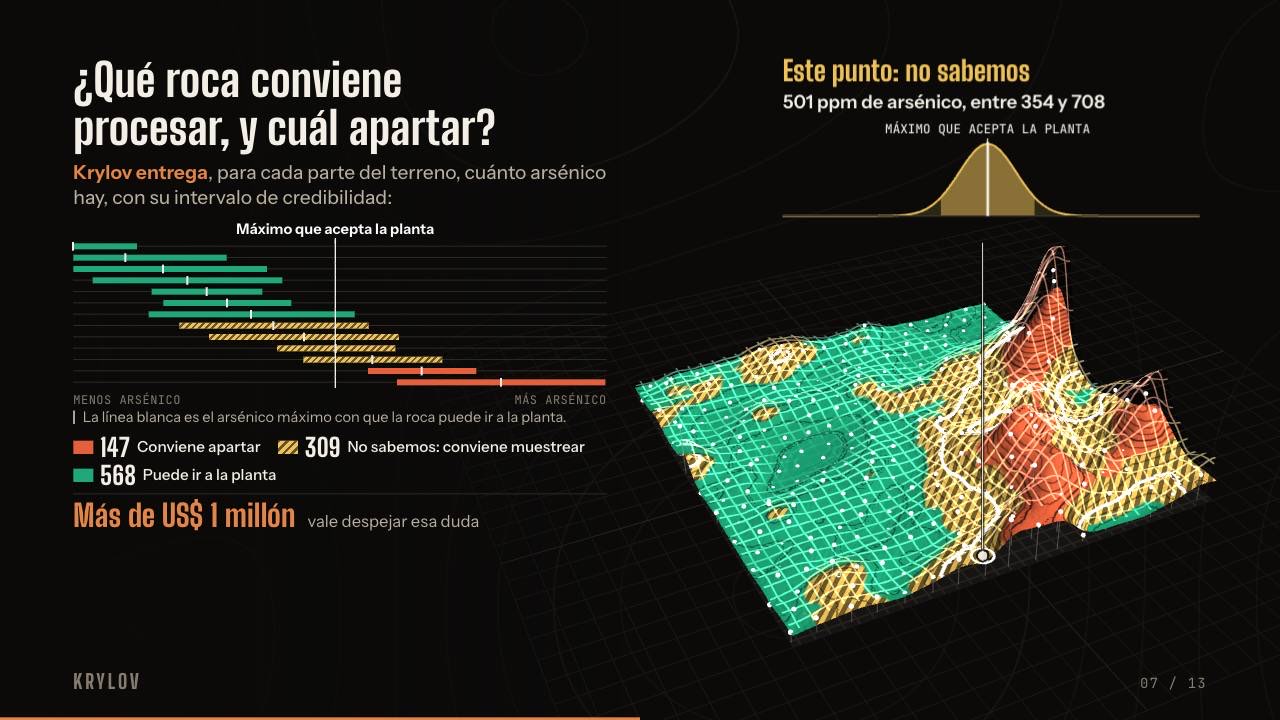 ¿Qué roca conviene
procesar, y cuál apartar?
Krylov entrega, para cada parte del terreno, cuánto arsénico
hay, con su intervalo de credibilidad:
Máximo que acepta la planta
MENOS ARSÉNICO
MÁS ARSÉNICO
La línea blanca es el arsénico máximo con que la roca puede ir a la planta.
147 Conviene apartar
309 No sabemos: conviene muestrear
568 Puede ir a la planta
Más de US$ 1 millón vale despejar esa duda
Este punto: no sabemos
501 ppm de arsénico, entre 354 y 708
MÁXIMO QUE ACEPTA LA PLANTA
KRYLOV
07 / 13